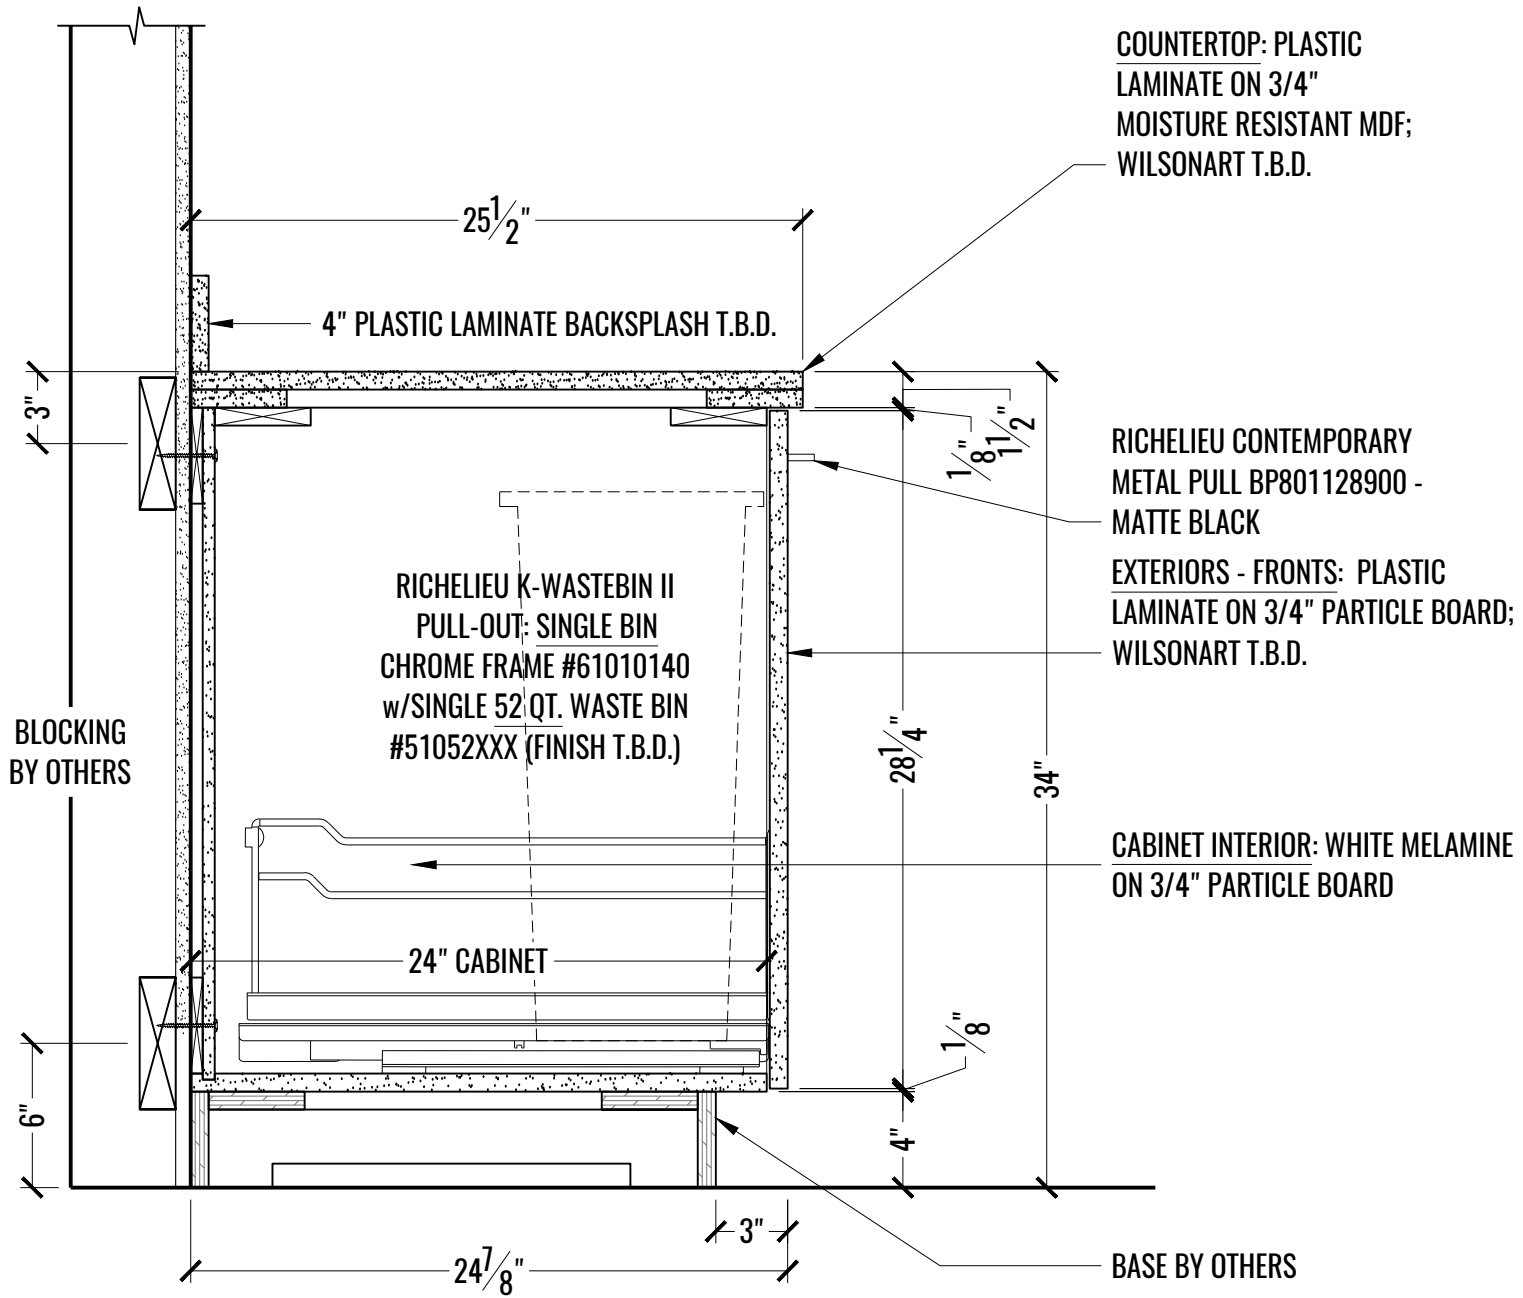 COUNTERTOP: PLASTIC
LAMINATE ON 3/4"
MOISTURE RESISTANT MDF;
WILSONART T.B.D.
25 1/2"
4" PLASTIC LAMINATE BACKSPLASH T.B.D.
3"
1/8"
1 1/2"
RICHELIEU CONTEMPORARY
METAL PULL BP801128900 -
MATTE BLACK
EXTERIORS - FRONTS: PLASTIC
LAMINATE ON 3/4" PARTICLE BOARD;
WILSONART T.B.D.
RICHELIEU K-WASTEBIN II
PULL-OUT: SINGLE BIN
CHROME FRAME #61010140
w/SINGLE 52 QT. WASTE BIN
#51052XXX (FINISH T.B.D.)
BLOCKING
BY OTHERS
28 1/4"
34"
CABINET INTERIOR: WHITE MELAMINE
ON 3/4" PARTICLE BOARD
24" CABINET
1/8"
6"
4"
3"
24 7/8"
BASE BY OTHERS